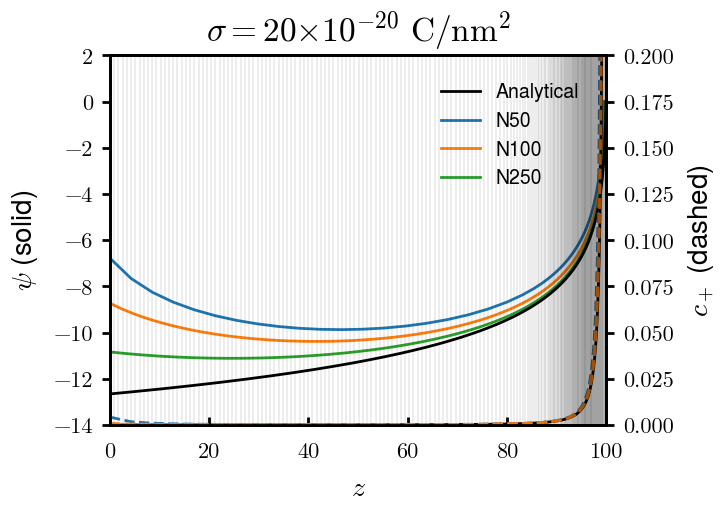 σ = 20×10⁻²⁰ C/nm²
ψ (solid)
2
0
−2
−4
−6
−8
−10
−12
−14
Analytical
N50
N100
N250
0.200
0.175
0.150
0.125
0.100
0.075
0.050
0.025
0.000
c₊ (dashed)
0 20 40 60 80 100
z